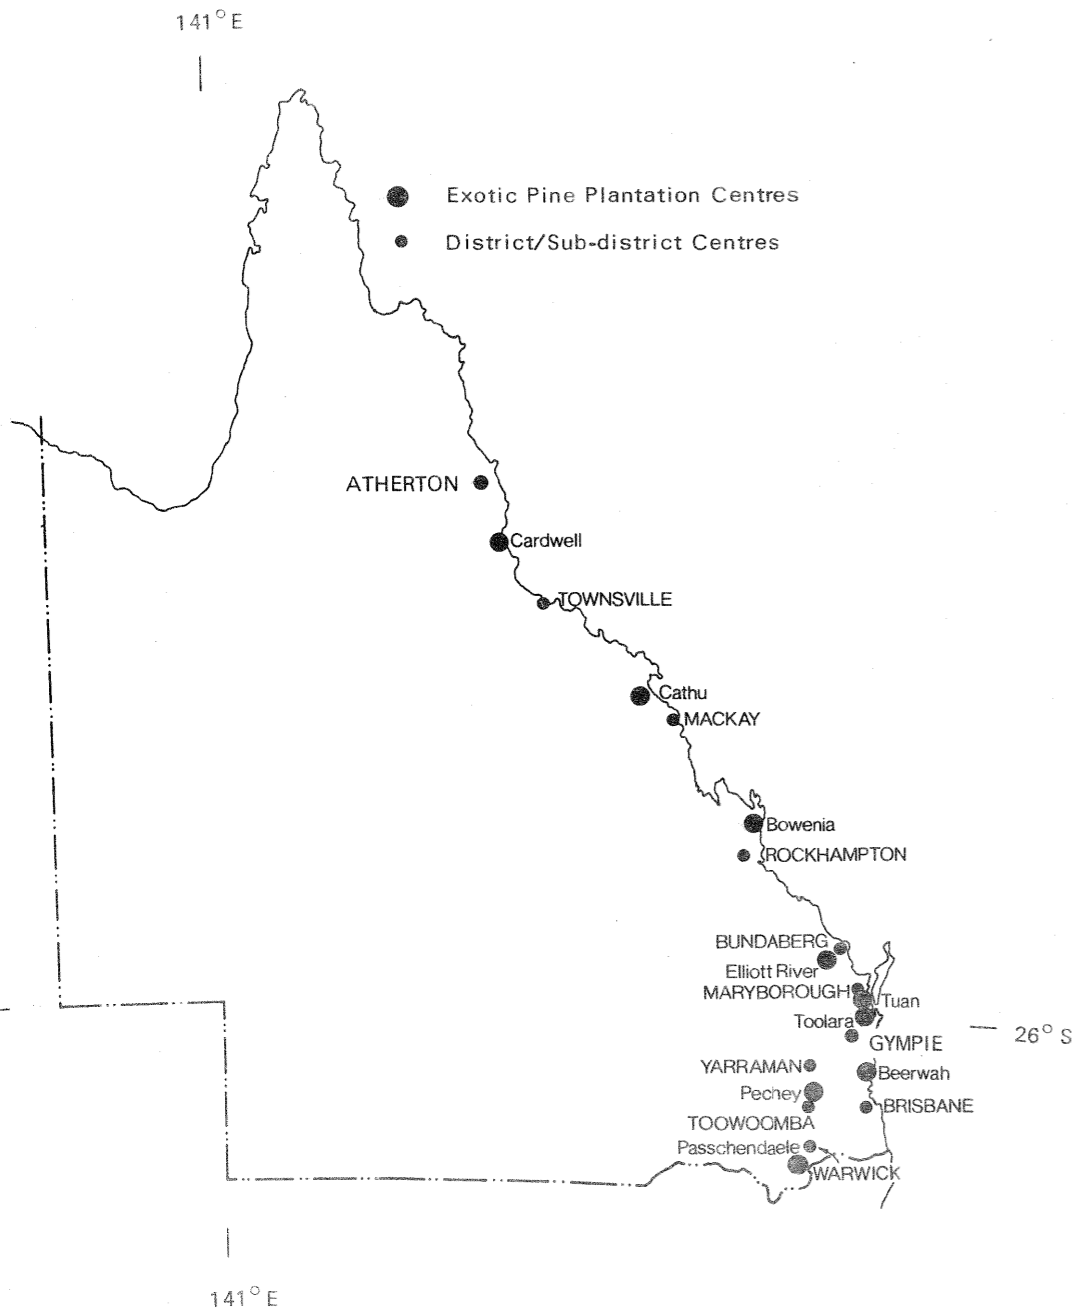 141°E
Exotic Pine Plantation Centres
District/Sub-district Centres
ATHERTON
Cardwell
TOWNSVILLE
Cathu
MACKAY
Bowenia
ROCKHAMPTON
BUNDABERG
Elliott River
MARYBOROUGH
Tuan
Toolara
26°S
GYMPIE
YARRAMAN
Beerwah
Pechey
BRISBANE
TOOWOOMBA
Passchendaele
WARWICK
141°E